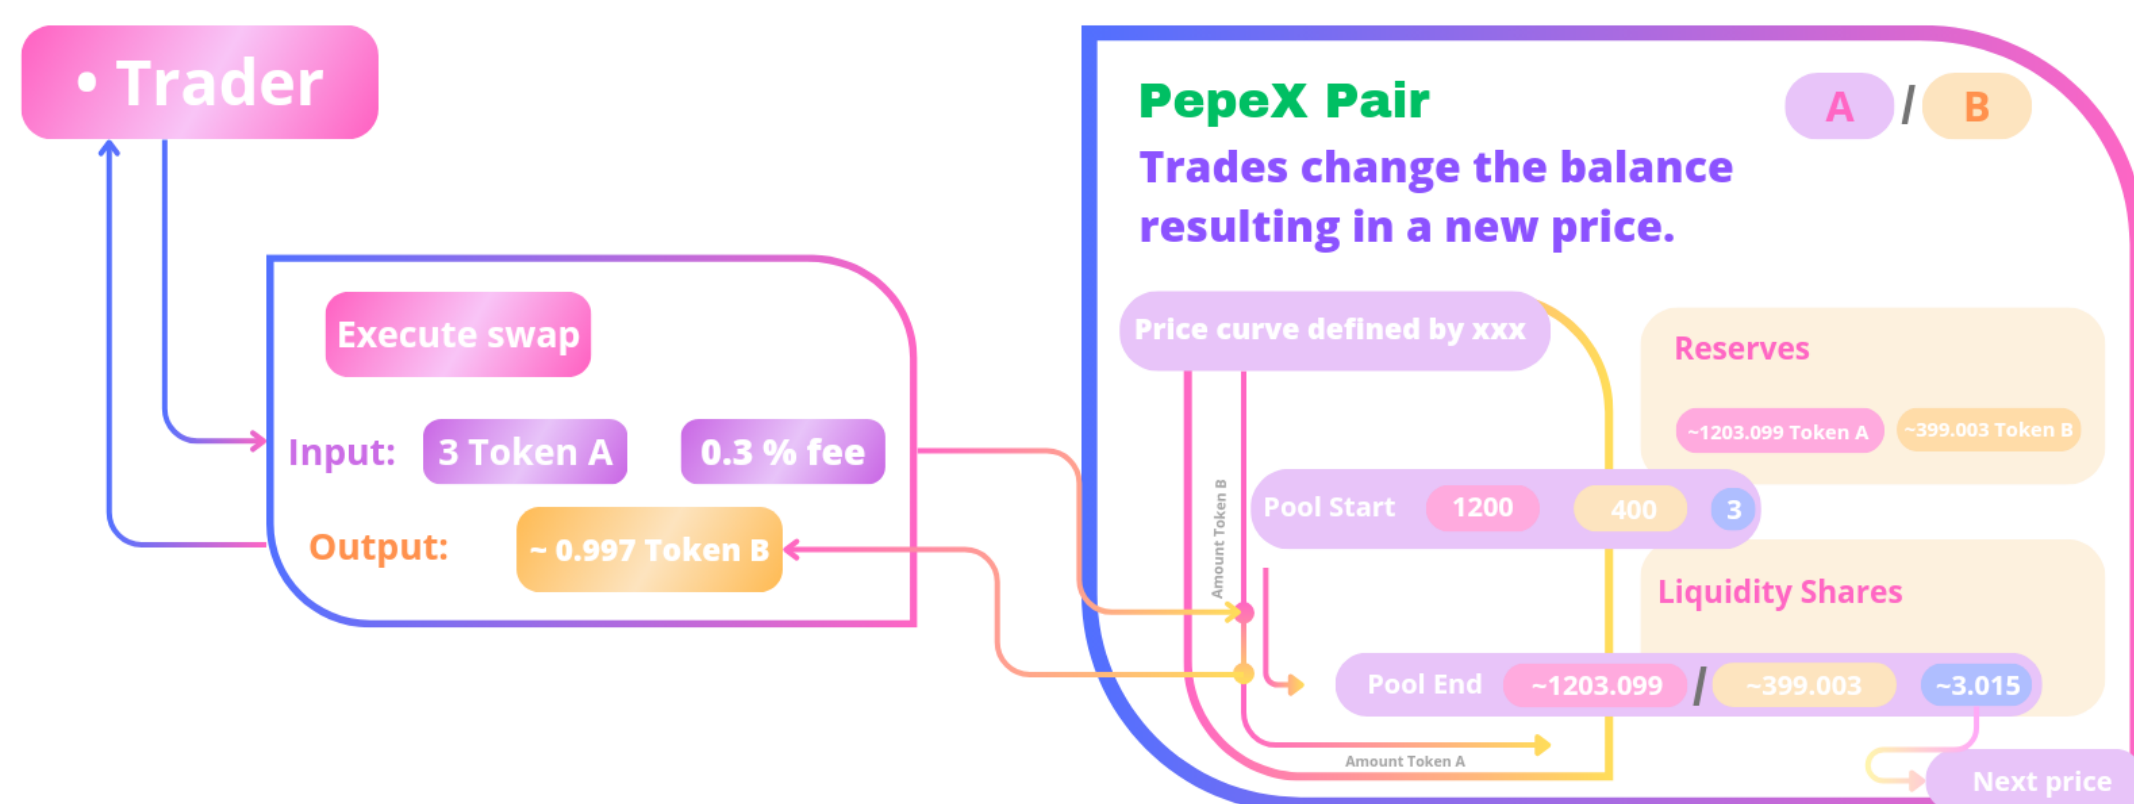 • Trader
Execute swap
Input:
3 Token A
0.3 % fee
Output:
~ 0.997 Token B
PepeX Pair
A / B
Trades change the balance
resulting in a new price.
Price curve defined by xxx
Reserves
~1203.099 Token A
~399.003 Token B
Amount Token B
Pool Start 1200 400 3
Liquidity Shares
Pool End ~1203.099 / ~399.003 ~3.015
Amount Token A
Next price